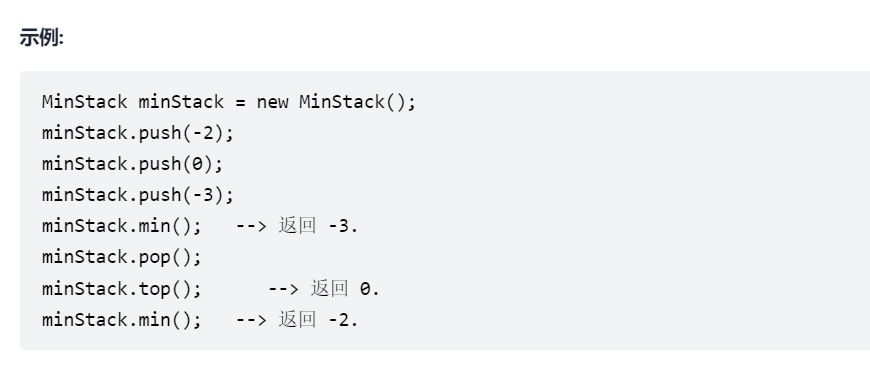 示例:
MinStack minStack = new MinStack();
minStack.push(-2);
minStack.push(0);
minStack.push(-3);
minStack.min();   --> 返回 -3.
minStack.pop();
minStack.top();      --> 返回 0.
minStack.min();   --> 返回 -2.